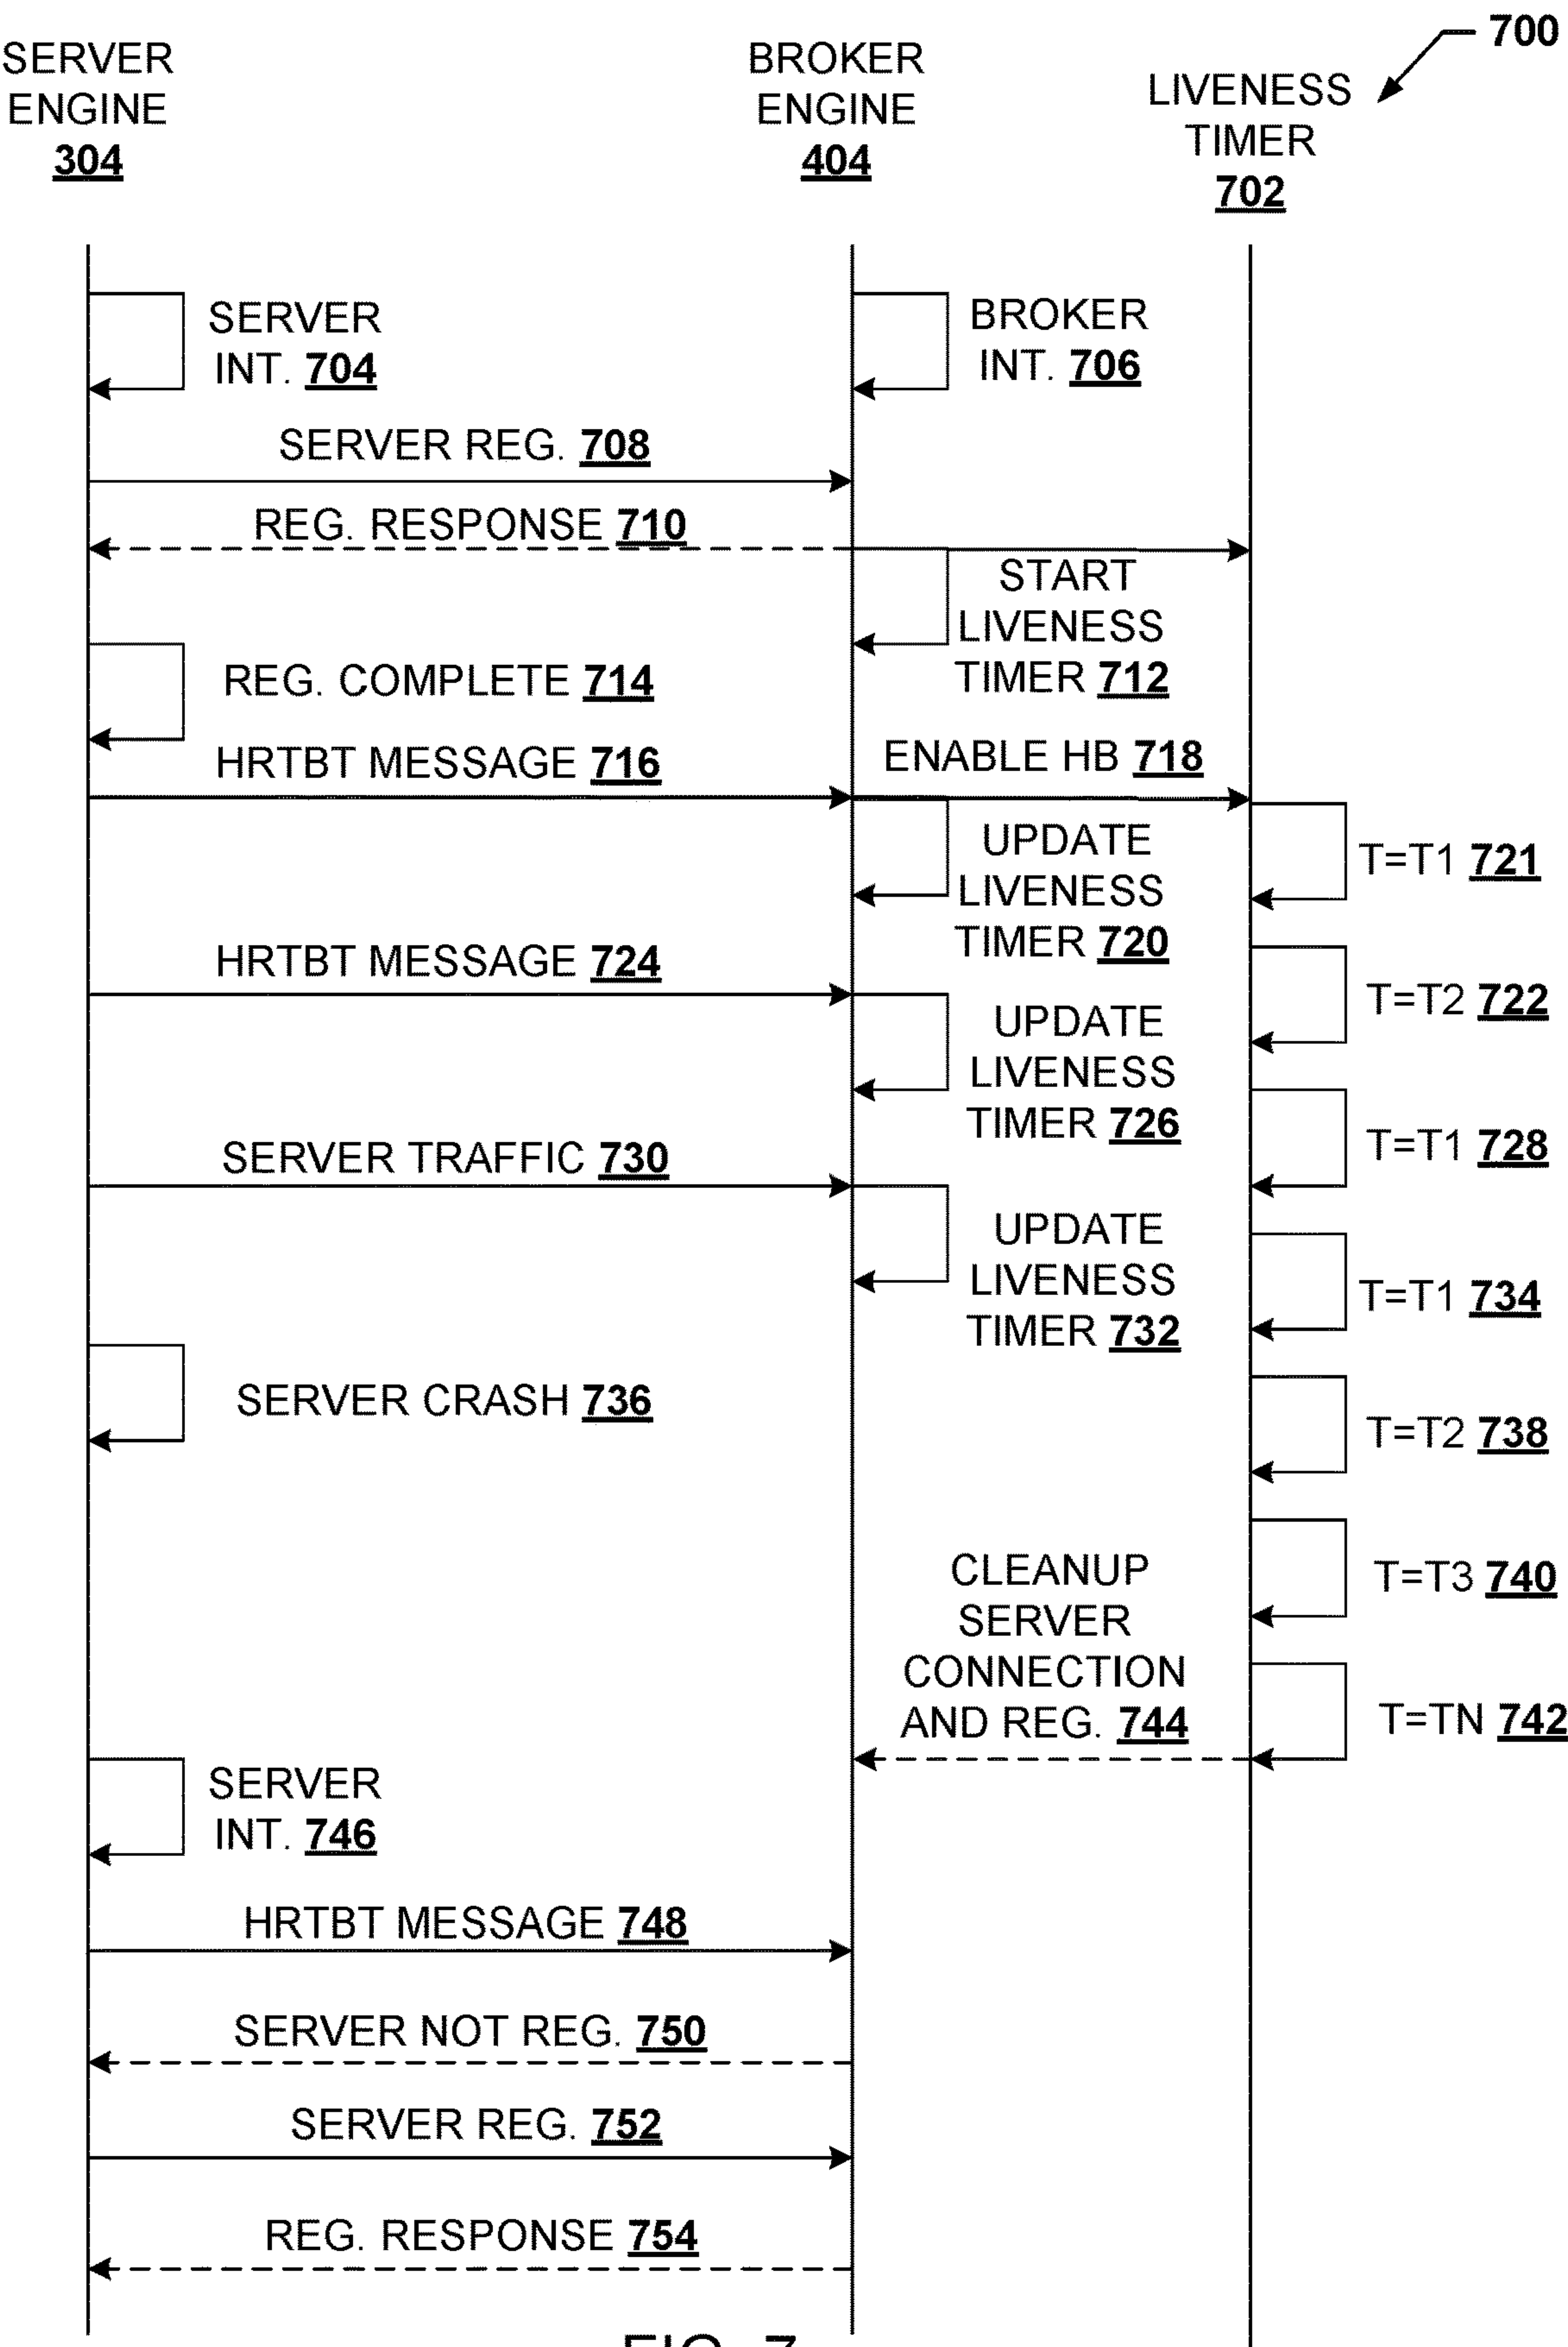 700
SERVER
ENGINE
304
BROKER
ENGINE
404
LIVENESS
TIMER
702
SERVER
INT. 704
BROKER
INT. 706
SERVER REG. 708
REG. RESPONSE 710
START
LIVENESS
TIMER 712
REG. COMPLETE 714
HRTBT MESSAGE 716
ENABLE HB 718
UPDATE
LIVENESS
TIMER 720
T=T1 721
HRTBT MESSAGE 724
T=T2 722
UPDATE
LIVENESS
TIMER 726
T=T1 728
SERVER TRAFFIC 730
UPDATE
LIVENESS
TIMER 732
T=T1 734
SERVER CRASH 736
T=T2 738
T=T3 740
CLEANUP
SERVER
CONNECTION
AND REG. 744
T=TN 742
SERVER
INT. 746
HRTBT MESSAGE 748
SERVER NOT REG. 750
SERVER REG. 752
REG. RESPONSE 754